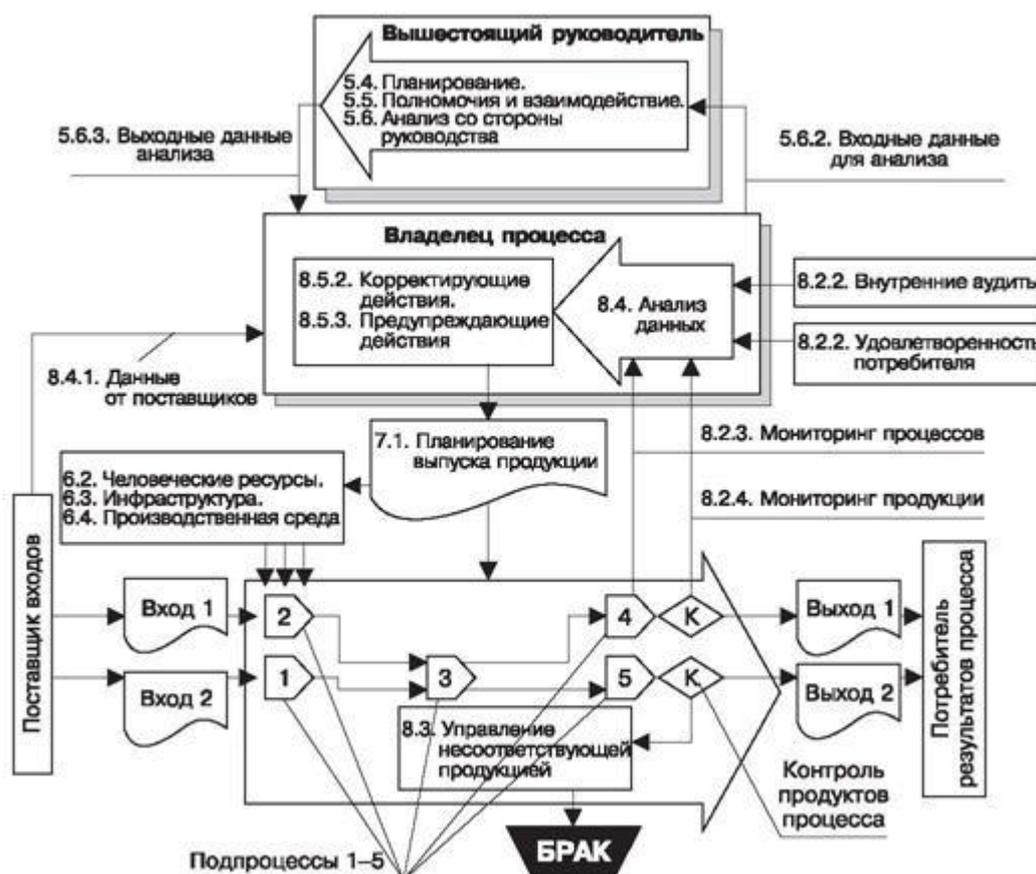 Вышестоящий руководитель
5.4. Планирование.
5.5. Полномочия и взаимодействие.
5.6. Анализ со стороны
руководства
5.6.3. Выходные данные
анализа
5.6.2. Входные данные
для анализа
Владелец процесса
8.5.2. Корректирующие
действия.
8.5.3. Предупреждающие
действия
8.4. Анализ
данных
8.2.2. Внутренние аудиты
8.2.2. Удовлетворенность
потребителя
8.4.1. Данные
от поставщиков
7.1. Планирование
выпуска продукции
8.2.3. Мониторинг процессов
6.2. Человеческие ресурсы.
6.3. Инфраструктура.
6.4. Производственная среда
8.2.4. Мониторинг продукции
Поставщик входов
Вход 1
2
4
К
Выход 1
Вход 2
1
3
5
К
Выход 2
Потребитель
результатов процесса
8.3. Управление
несоответствующей
продукцией
Контроль
продуктов
процесса
Подпроцессы 1–5
БРАК